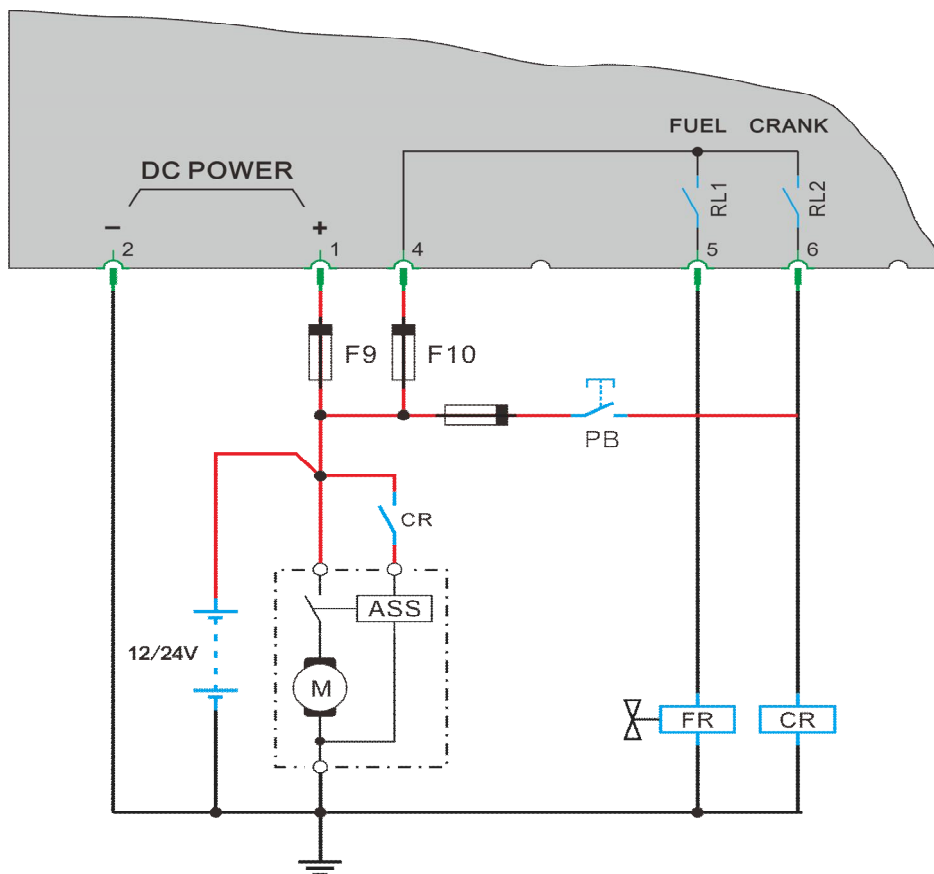 FUEL CRANK
DC POWER
RL1 RL2
− +
2 1 4 5 6
F9 F10
PB
CR
ASS
12/24V
M
FR CR